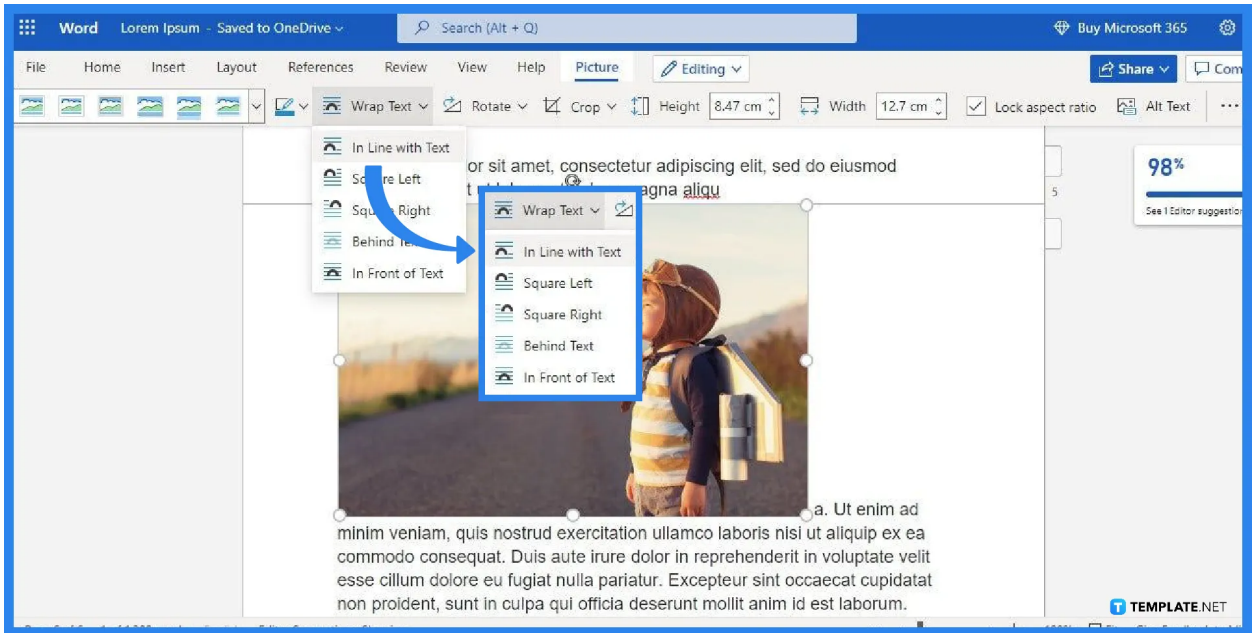 Word Lorem Ipsum - Saved to OneDrive Search (Alt + Q) Buy Microsoft 365
File Home Insert Layout References Review View Help Picture Editing Share Com
Wrap Text Rotate Crop Height 8.47 cm Width 12.7 cm Lock aspect ratio Alt Text ...
In Line with Text
Square Left
Square Right
Behind
In Front of Text
or sit amet, consectetur adipiscing elit, sed do eiusmod
agna aliqu
Wrap Text
In Line with Text
Square Left
Square Right
Behind Text
In Front of Text
5
98%
See 1 Editor suggestion
a. Ut enim ad
minim veniam, quis nostrud exercitation ullamco laboris nisi ut aliquip ex ea
commodo consequat. Duis aute irure dolor in reprehenderit in voluptate velit
esse cillum dolore eu fugiat nulla pariatur. Excepteur sint occaecat cupidatat
non proident, sunt in culpa qui officia deserunt mollit anim id est laborum.
T TEMPLATE.NET